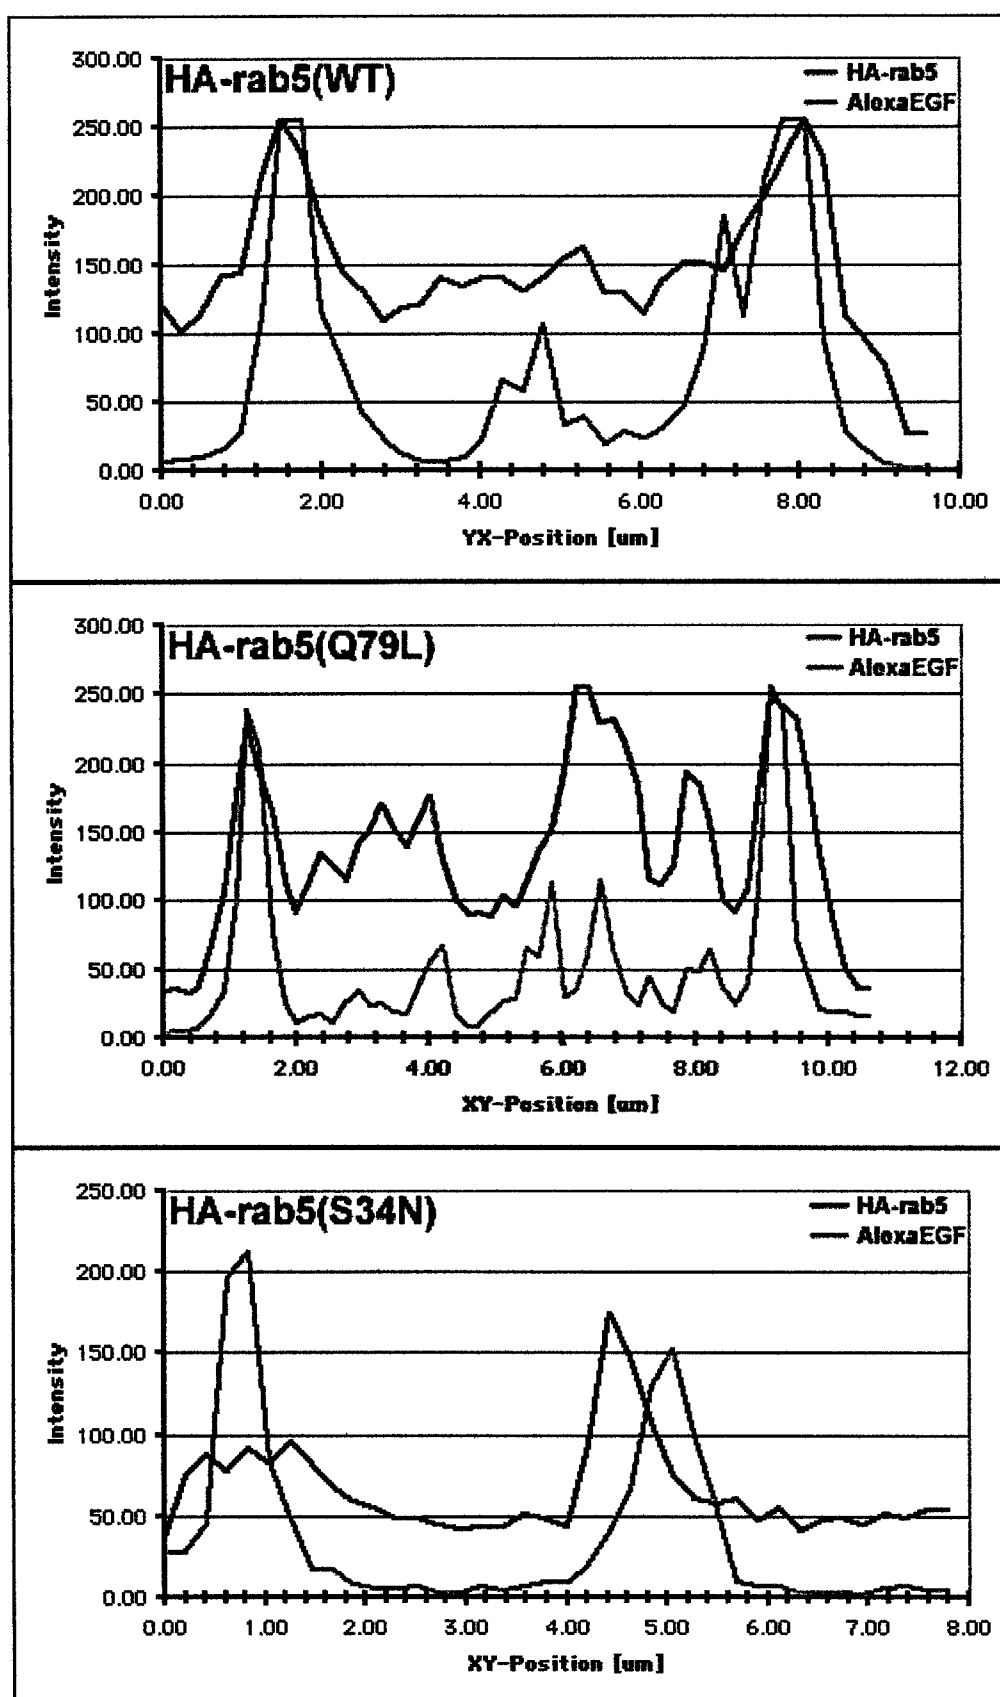 300.00
HA-rab5(WT)
HA-rab5
AlexaEGF
250.00
200.00
150.00
100.00
50.00
0.00
Intensity
0.00 2.00 4.00 6.00 8.00 10.00
YX-Position [um]
300.00
HA-rab5(Q79L)
HA-rab5
AlexaEGF
250.00
200.00
150.00
100.00
50.00
0.00
Intensity
0.00 2.00 4.00 6.00 8.00 10.00 12.00
XY-Position [um]
250.00
HA-rab5(S34N)
HA-rab5
AlexaEGF
200.00
150.00
100.00
50.00
0.00
Intensity
0.00 1.00 2.00 3.00 4.00 5.00 6.00 7.00 8.00
XY-Position [um]